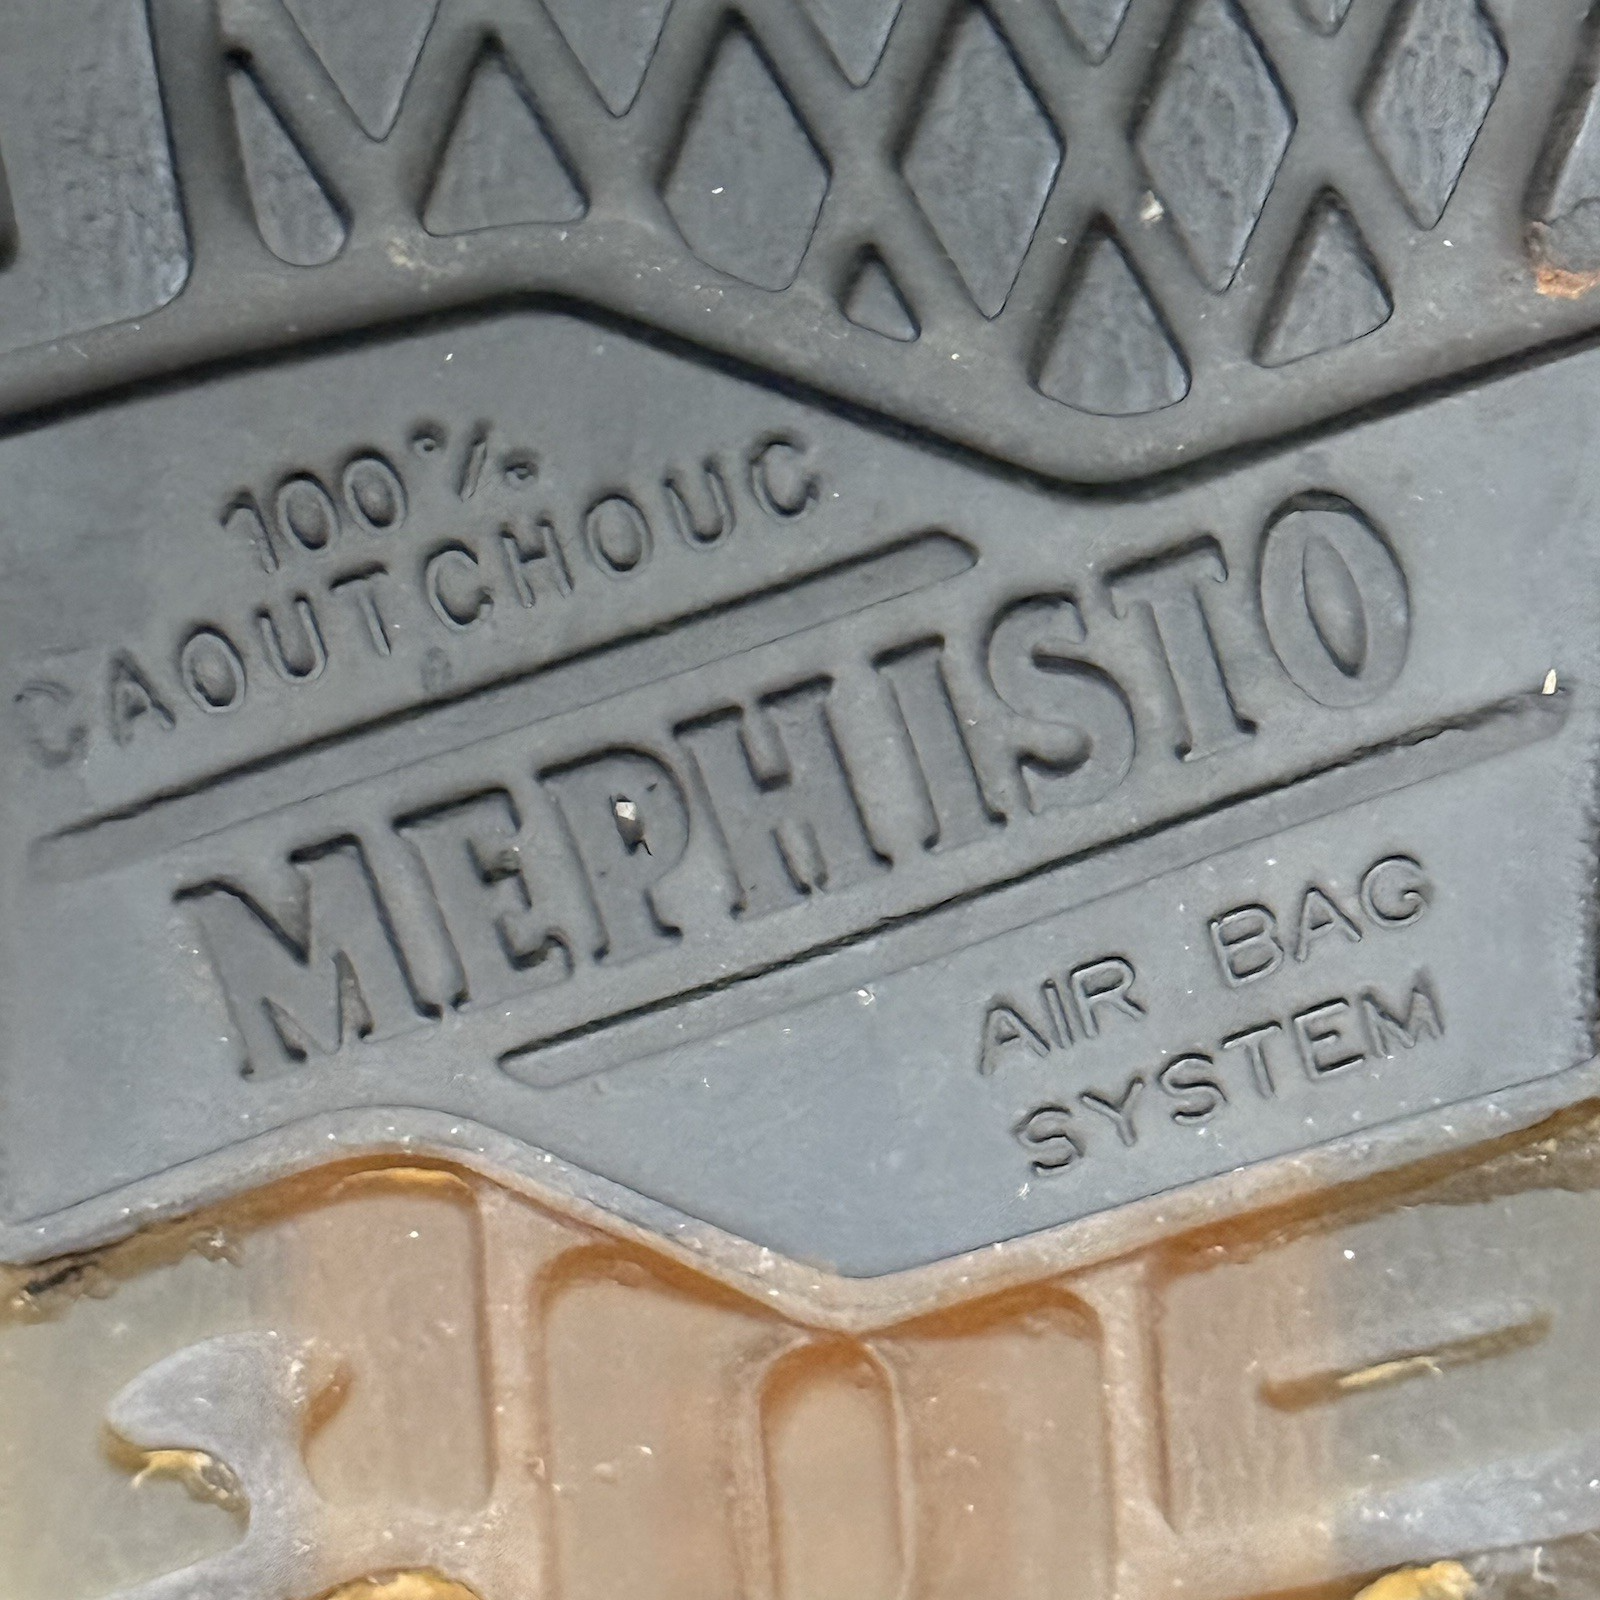 100%
CAOUTCHOUC
MEPHISTO
AIR BAG
SYSTEM